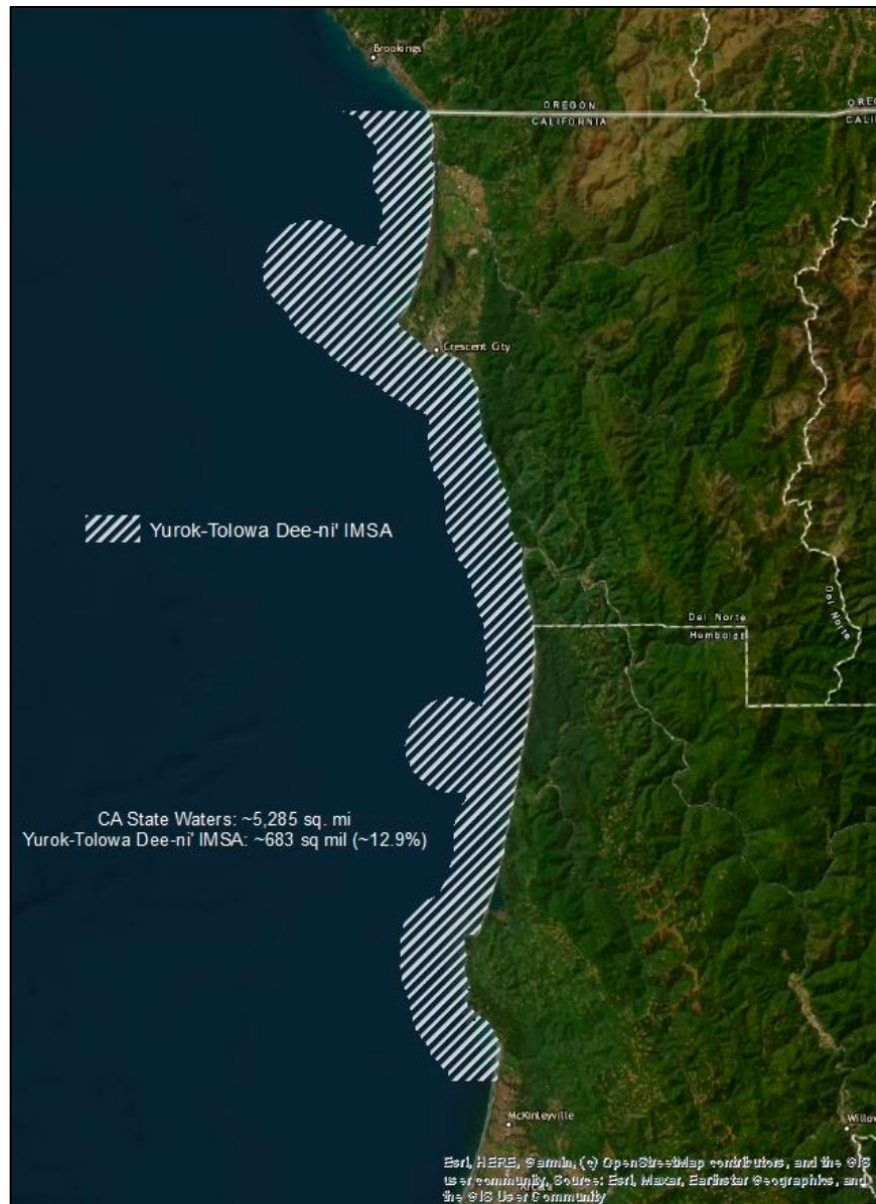 Brookings
OREGON
CALIFORNIA
Crescent City
Yurok-Tolowa Dee-ni' IMSA
Del Norte
Humboldt
Del Norte
CA State Waters: ~5,285 sq. mi
Yurok-Tolowa Dee-ni' IMSA: ~683 sq mil (~12.9%)
McKinleyville
Esri, HERE, Garmin, (c) OpenStreetMap contributors, and the GIS
user community, Source: Esri, Maxar, Earthstar Geographics, and
the GIS User Community